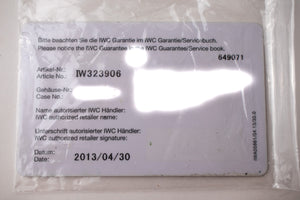 Bitte beachten Sie die IWC Garantie im IWC Garantie/Servicebuch.
Please notice the IWC Guarantee in the IWC Guarantee/Service book.
649071
Artikel-Nr.:
Article No.: IW323906
Gehäuse-Nr.
Case No.:
Name autorisierter IWC Händler:
IWC authorized retailer name:
Unterschrift autorisierter IWC Händler:
IWC authorized retailer signature:
Datum:
Date: 2013/04/30